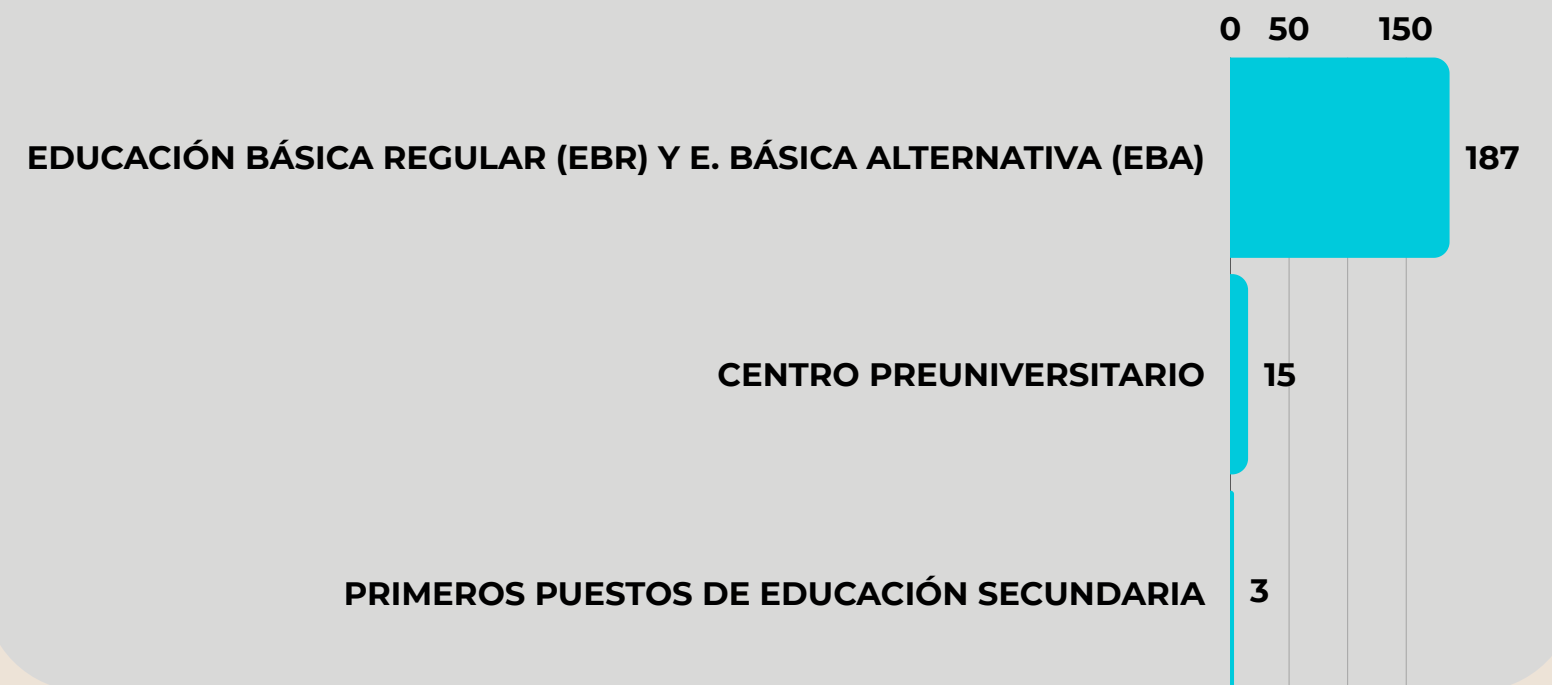 0 50 150
EDUCACIÓN BÁSICA REGULAR (EBR) Y E. BÁSICA ALTERNATIVA (EBA) 187
CENTRO PREUNIVERSITARIO 15
PRIMEROS PUESTOS DE EDUCACIÓN SECUNDARIA 3